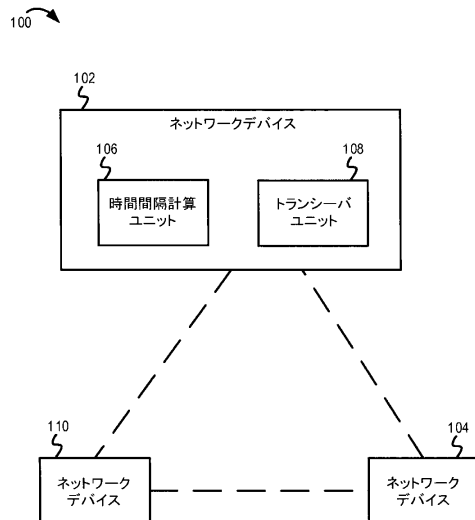 100
102
ネットワークデバイス
106
108
時間間隔計算
ユニット
トランシーバ
ユニット
110
104
ネットワーク
デバイス
ネットワーク
デバイス